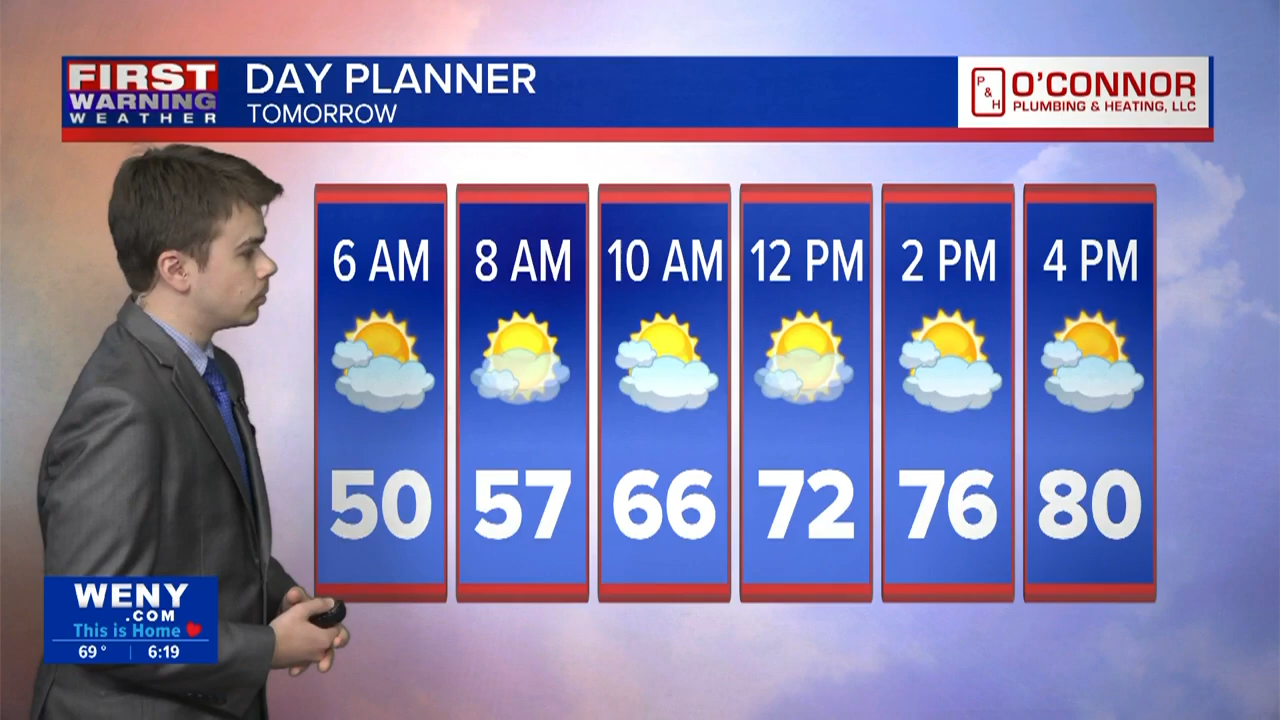 FIRST
WARNING
WEATHER
DAY PLANNER
TOMORROW
P & H
O'CONNOR
PLUMBING & HEATING, LLC
6 AM 8 AM 10 AM 12 PM 2 PM 4 PM
50 57 66 72 76 80
WENY
.COM
This is Home
69° | 6:19